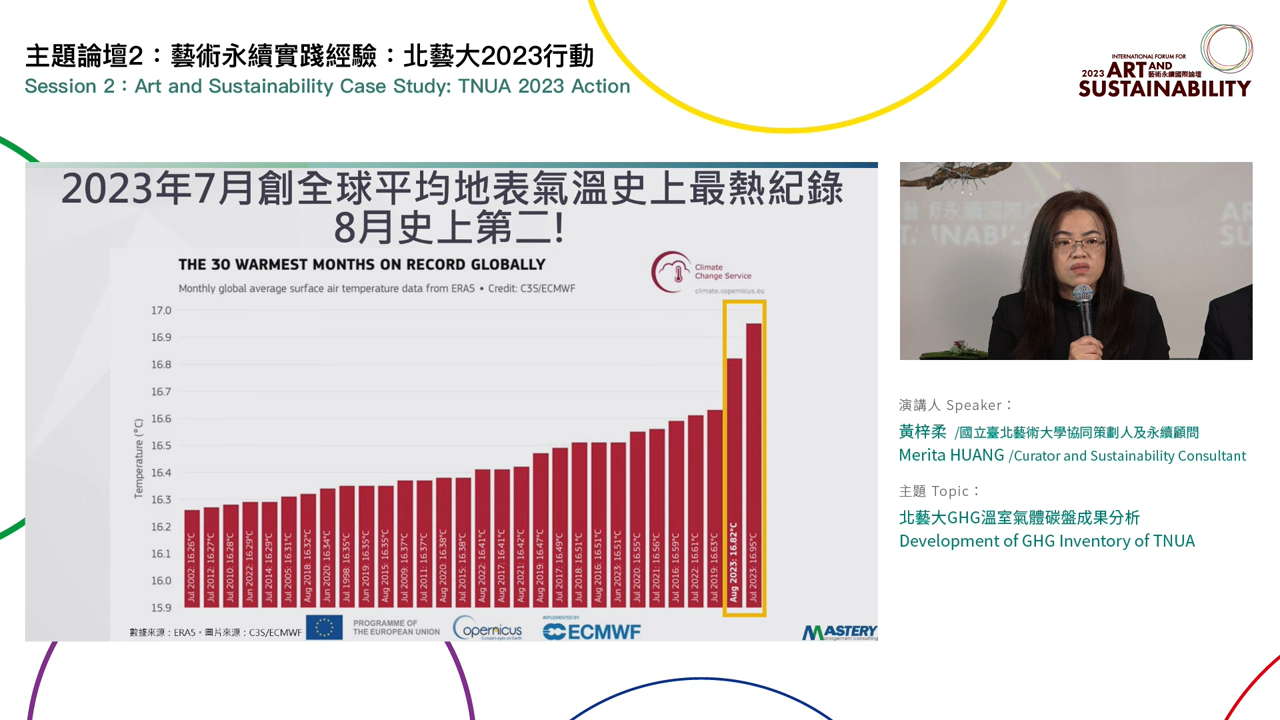 主題論壇2：藝術永續實踐經驗：北藝大2023行動
Session 2：Art and Sustainability Case Study: TNUA 2023 Action
INTERNATIONAL FORUM FOR
2023 ART AND
藝術永續國際論壇
SUSTAINABILITY
2023年7月創全球平均地表氣溫史上最熱紀錄
8月史上第二!
THE 30 WARMEST MONTHS ON RECORD GLOBALLY
Monthly global average surface air temperature data from ERA5 • Credit: C3S/ECMWF
Climate
Change Service
climate.copernicus.eu
Temperature (°C)
17.0
16.9
16.8
16.7
16.6
16.5
16.4
16.3
16.2
16.1
16.0
15.9
Jul 2002: 16.26°C
Jul 2012: 16.27°C
Jul 2010: 16.28°C
Jun 2022: 16.29°C
Jul 2014: 16.29°C
Jul 2005: 16.31°C
Aug 2018: 16.32°C
Jun 2020: 16.34°C
Jul 1998: 16.35°C
Jun 2019: 16.35°C
Aug 2015: 16.35°C
Jul 2009: 16.37°C
Jul 2011: 16.37°C
Aug 2020: 16.38°C
Jul 2015: 16.38°C
Aug 2022: 16.41°C
Aug 2017: 16.41°C
Aug 2021: 16.42°C
Aug 2019: 16.47°C
Jul 2017: 16.49°C
Jul 2018: 16.51°C
Aug 2016: 16.51°C
Jun 2023: 16.51°C
Jul 2020: 16.55°C
Jul 2021: 16.56°C
Jul 2016: 16.59°C
Jul 2022: 16.61°C
Jul 2019: 16.63°C
Aug 2023: 16.82°C
Jul 2023: 16.95°C
數據來源：ERA5。圖片來源：C3S/ECMWF
PROGRAMME OF
THE EUROPEAN UNION
opernicus
Europe's eyes on Earth
IMPLEMENTED BY
ECMWF
MASTERY
management consulting
演講人 Speaker：
黃梓柔 /國立臺北藝術大學協同策劃人及永續顧問
Merita HUANG /Curator and Sustainability Consultant
主題 Topic：
北藝大GHG溫室氣體碳盤成果分析
Development of GHG Inventory of TNUA